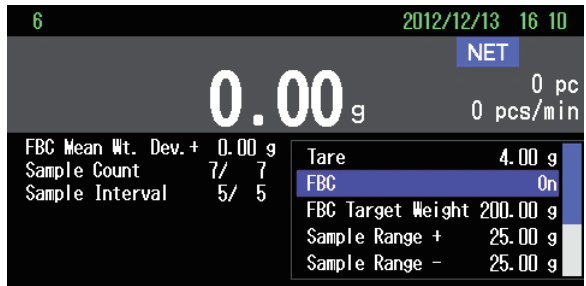 6 2012/12/13 16 10
NET
0.00 g
0 pc
0 pcs/min
FBC Mean Wt. Dev.+ 0.00 g
Sample Count 7/ 7
Sample Interval 5/ 5
Tare 4.00 g
FBC On
FBC Target Weight 200.00 g
Sample Range + 25.00 g
Sample Range - 25.00 g